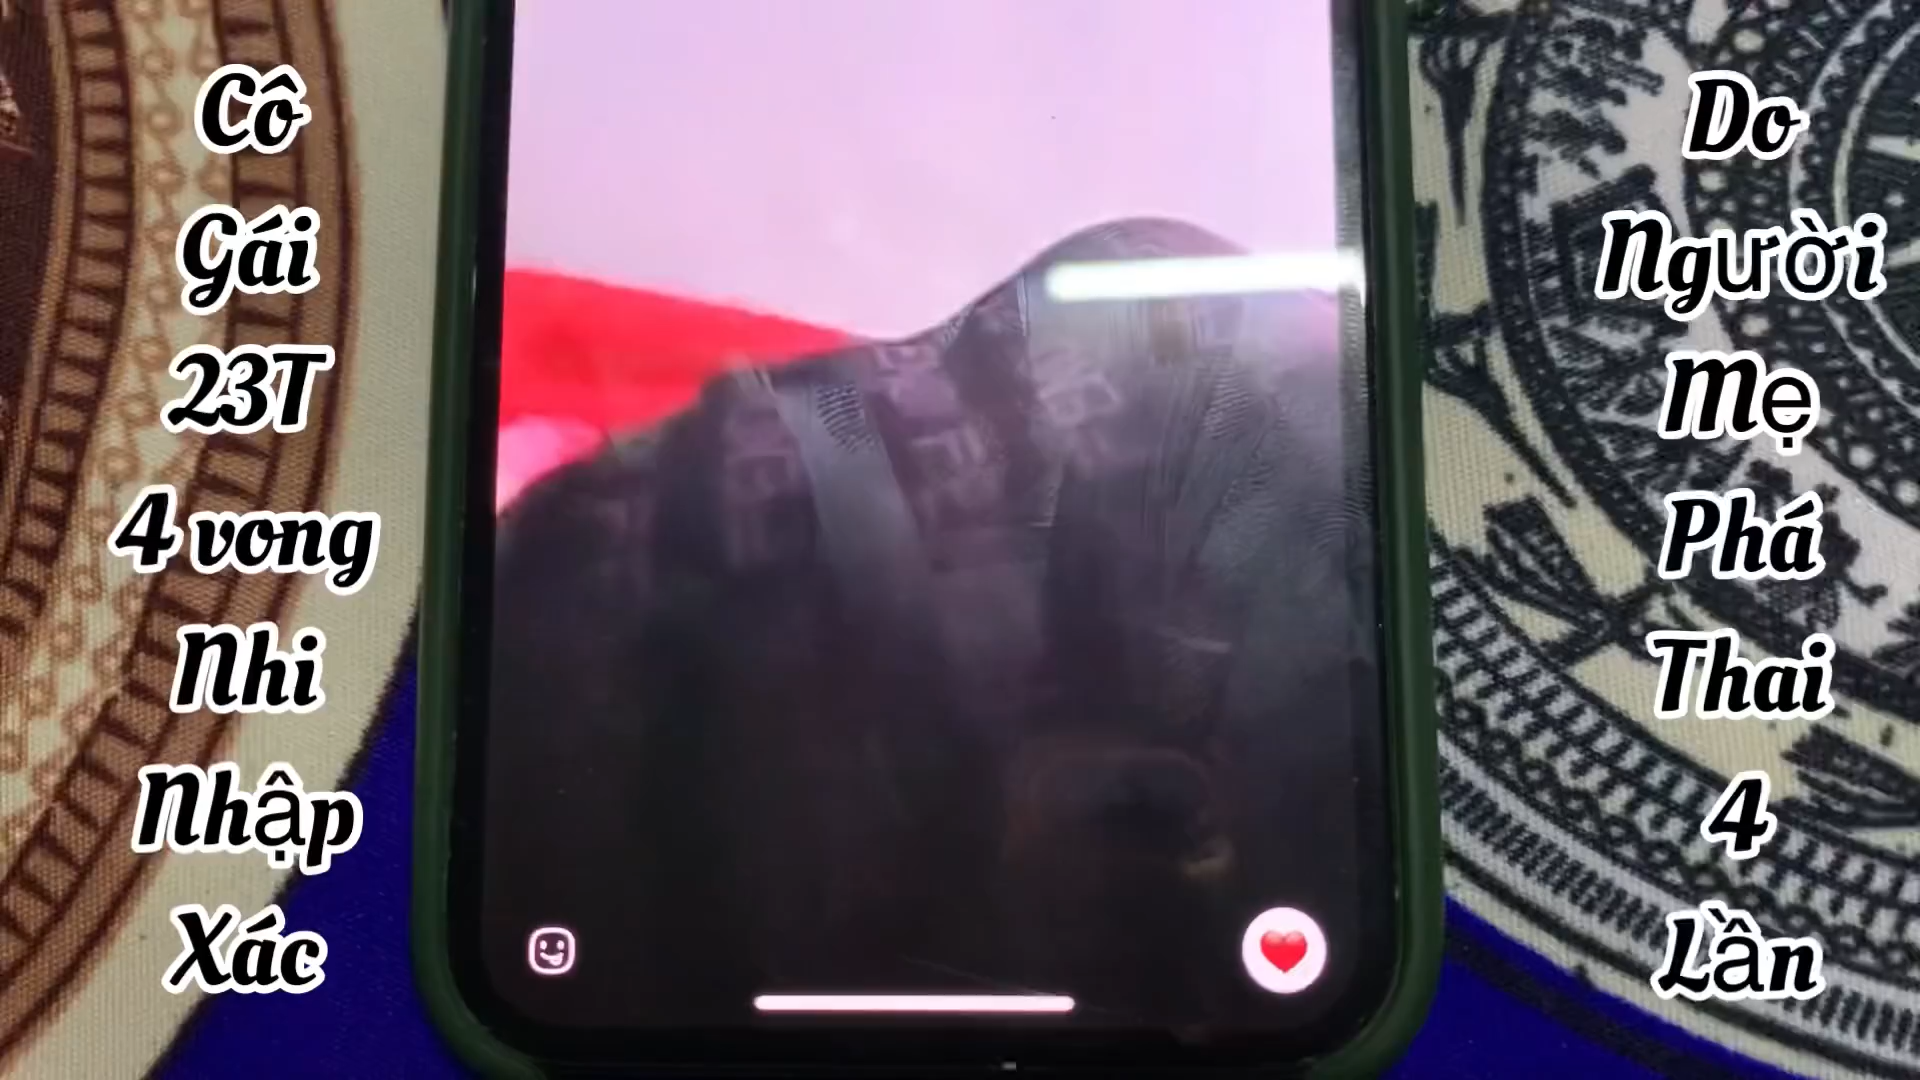 Cô
Gái
23T
4 vong
Nhi
Nhập
Xác
Do
Người
Mẹ
Phá
Thai
4
Lần